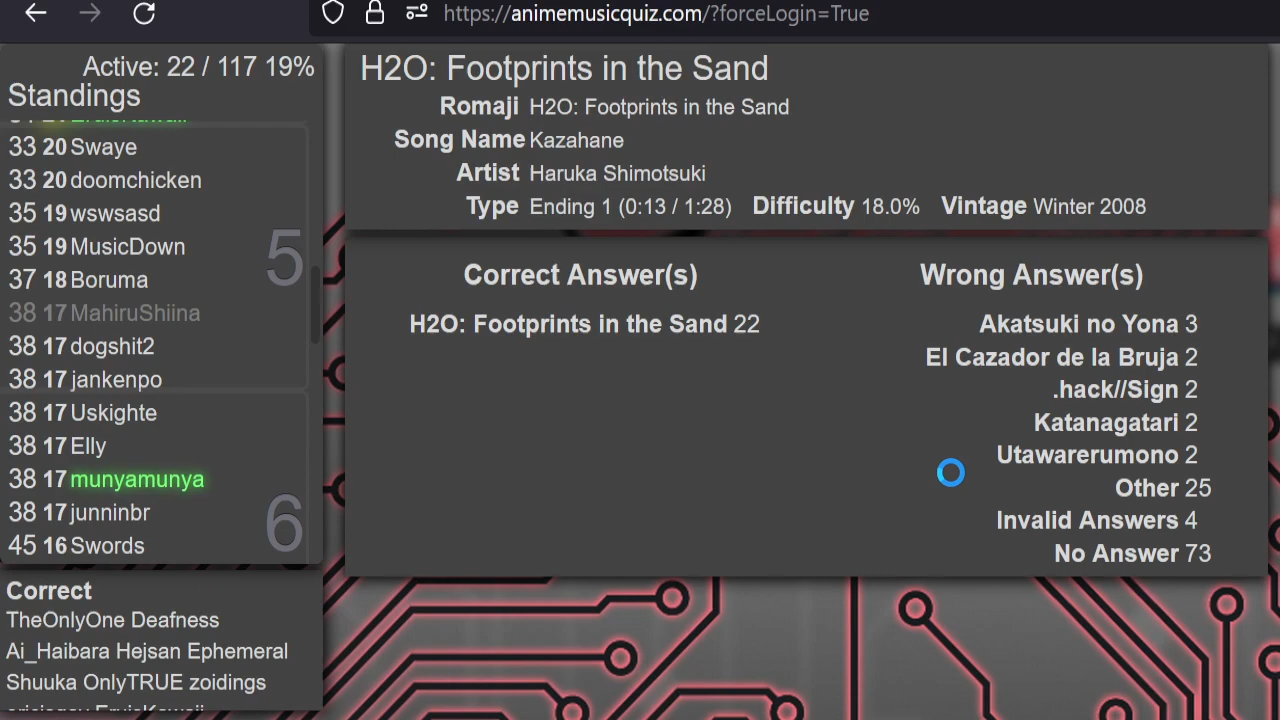 https://animemusicquiz.com/?forceLogin=True
Active: 22 / 117 19%
Standings
33 20 Swaye
33 20 doomchicken
35 19 wswsasd
35 19 MusicDown
5
37 18 Boruma
38 17 MahiruShiina
38 17 dogshit2
38 17 jankenpo
38 17 Uskighte
38 17 Elly
38 17 munyamunya
38 17 junninbr
6
45 16 Swords
Correct
TheOnlyOne Deafness
Ai_Haibara Hejsan Ephemeral
Shuuka OnlyTRUE zoidings
H2O: Footprints in the Sand
Romaji H2O: Footprints in the Sand
Song Name Kazahane
Artist Haruka Shimotsuki
Type Ending 1 (0:13 / 1:28) Difficulty 18.0% Vintage Winter 2008
Correct Answer(s)
H2O: Footprints in the Sand 22
Wrong Answer(s)
Akatsuki no Yona 3
El Cazador de la Bruja 2
.hack//Sign 2
Katanagatari 2
Utawarerumono 2
Other 25
Invalid Answers 4
No Answer 73